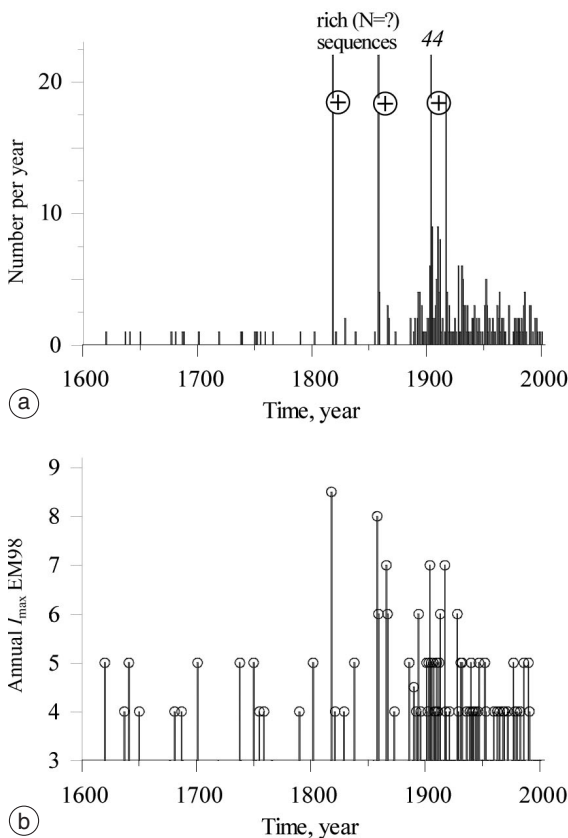 rich (N=?)
sequences
44
20
10
0
Number per year
1600 1700 1800 1900 2000
Time, year
a
9
8
7
6
5
4
3
Annual Imax EM98
1600 1700 1800 1900 2000
Time, year
b